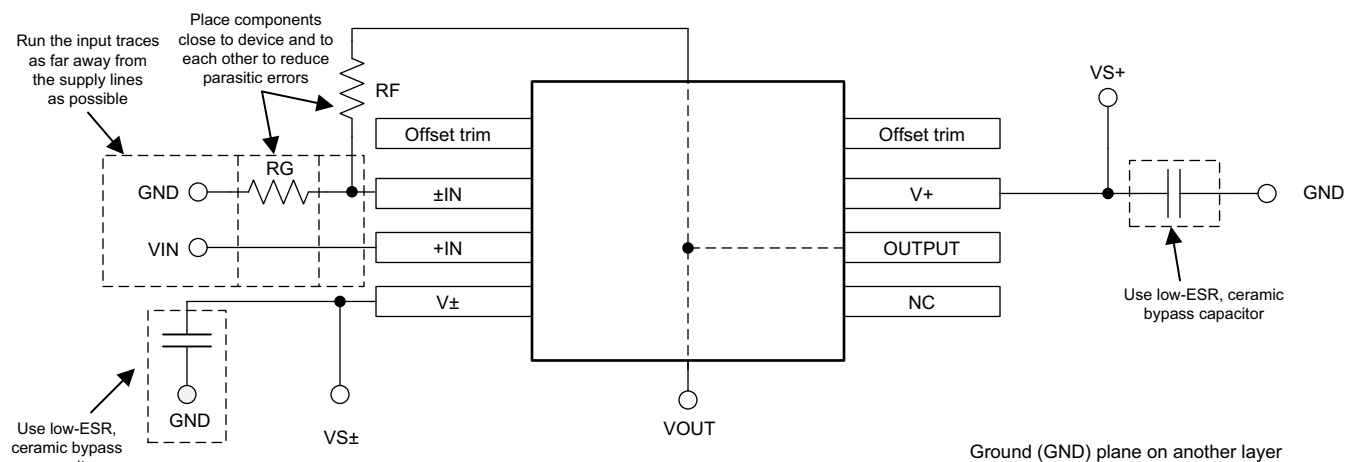 Place components
close to device and to
each other to reduce
parasitic errors
Run the input traces
as far away from
the supply lines
as possible
RF
VS+
Offset trim
Offset trim
RG
GND
±IN
V+
GND
VIN
+IN
OUTPUT
V±
NC
Use low-ESR, ceramic
bypass capacitor
GND
VS±
VOUT
Use low-ESR,
ceramic bypass
Ground (GND) plane on another layer